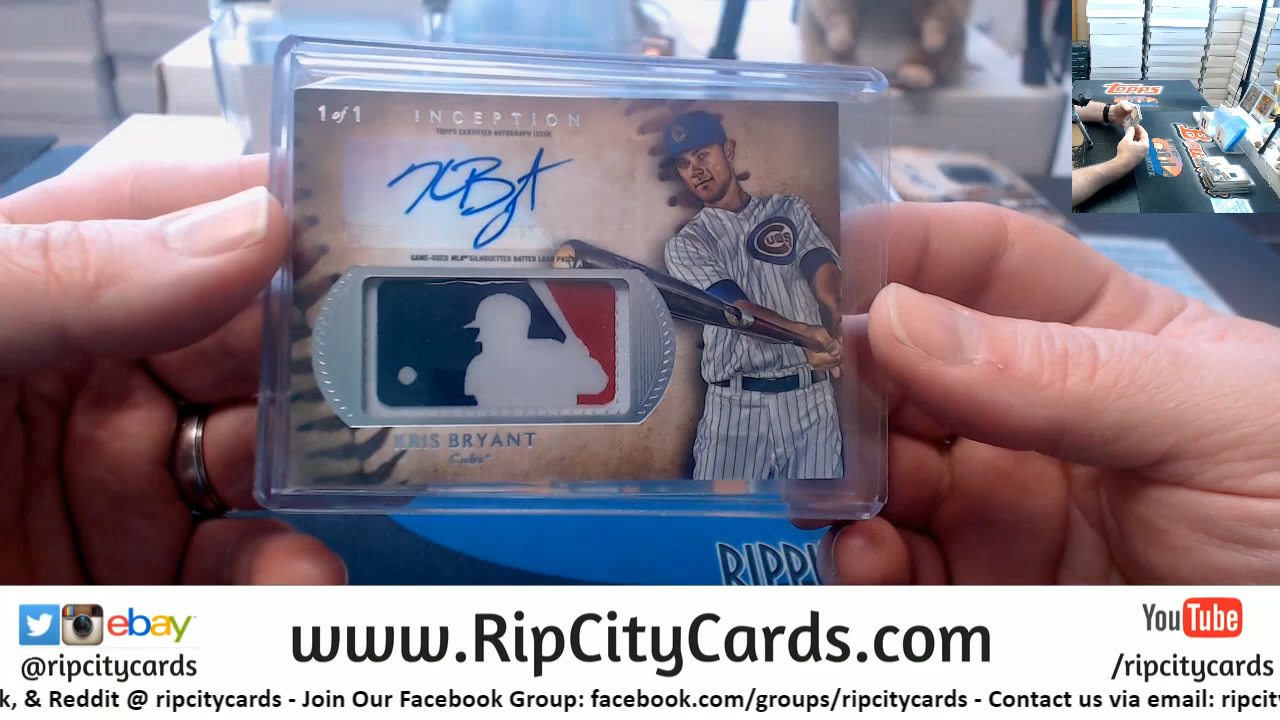 Topps
1 of 1
INCEPTION
TOPPS CERTIFIED AUTOGRAPH ISSUE
GAME-USED MLB® SILHOUETTED BATTER LOGO PATCH
CUBS
KRIS BRYANT
Cubs®
RIPPI
ebay
www.RipCityCards.com
YouTube
@ripcitycards
/ripcitycards
k, & Reddit @ ripcitycards - Join Our Facebook Group: facebook.com/groups/ripcitycards - Contact us via email: ripcit